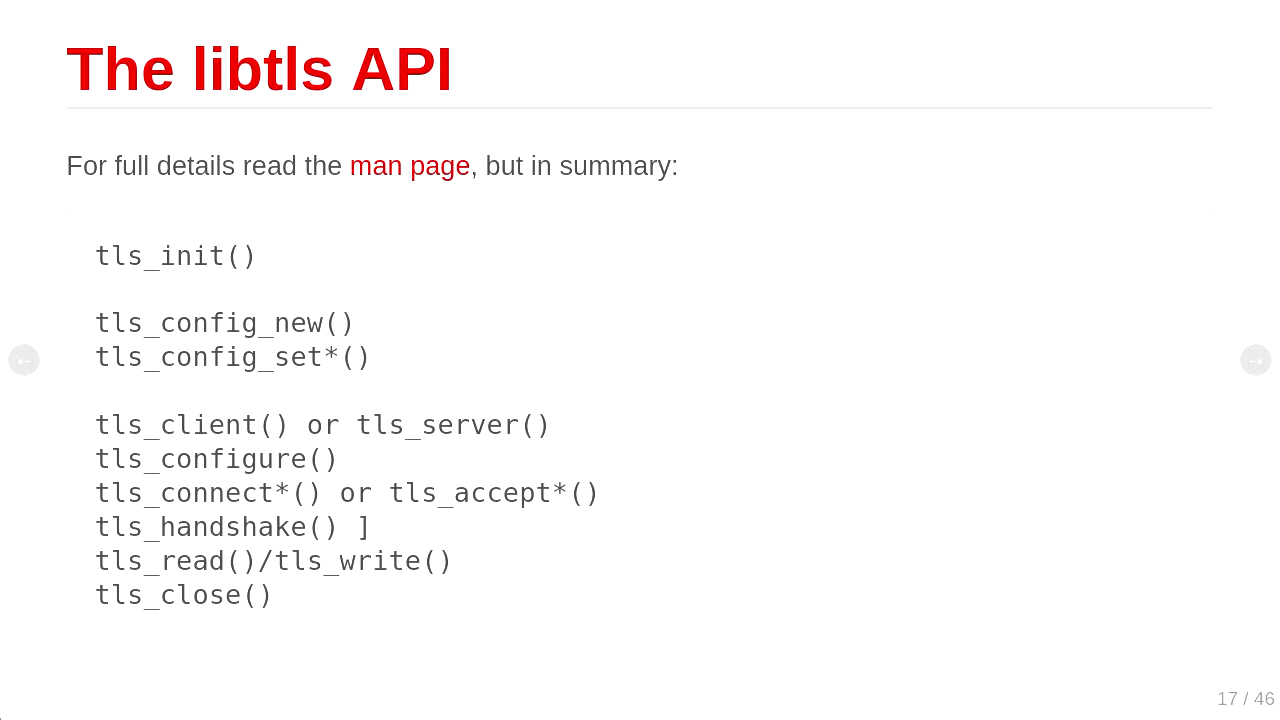 The libtls API
For full details read the man page, but in summary:
tls_init()
tls_config_new()
tls_config_set*()
tls_client() or tls_server()
tls_configure()
tls_connect*() or tls_accept*()
tls_handshake() ]
tls_read()/tls_write()
tls_close()
← →
17 / 46